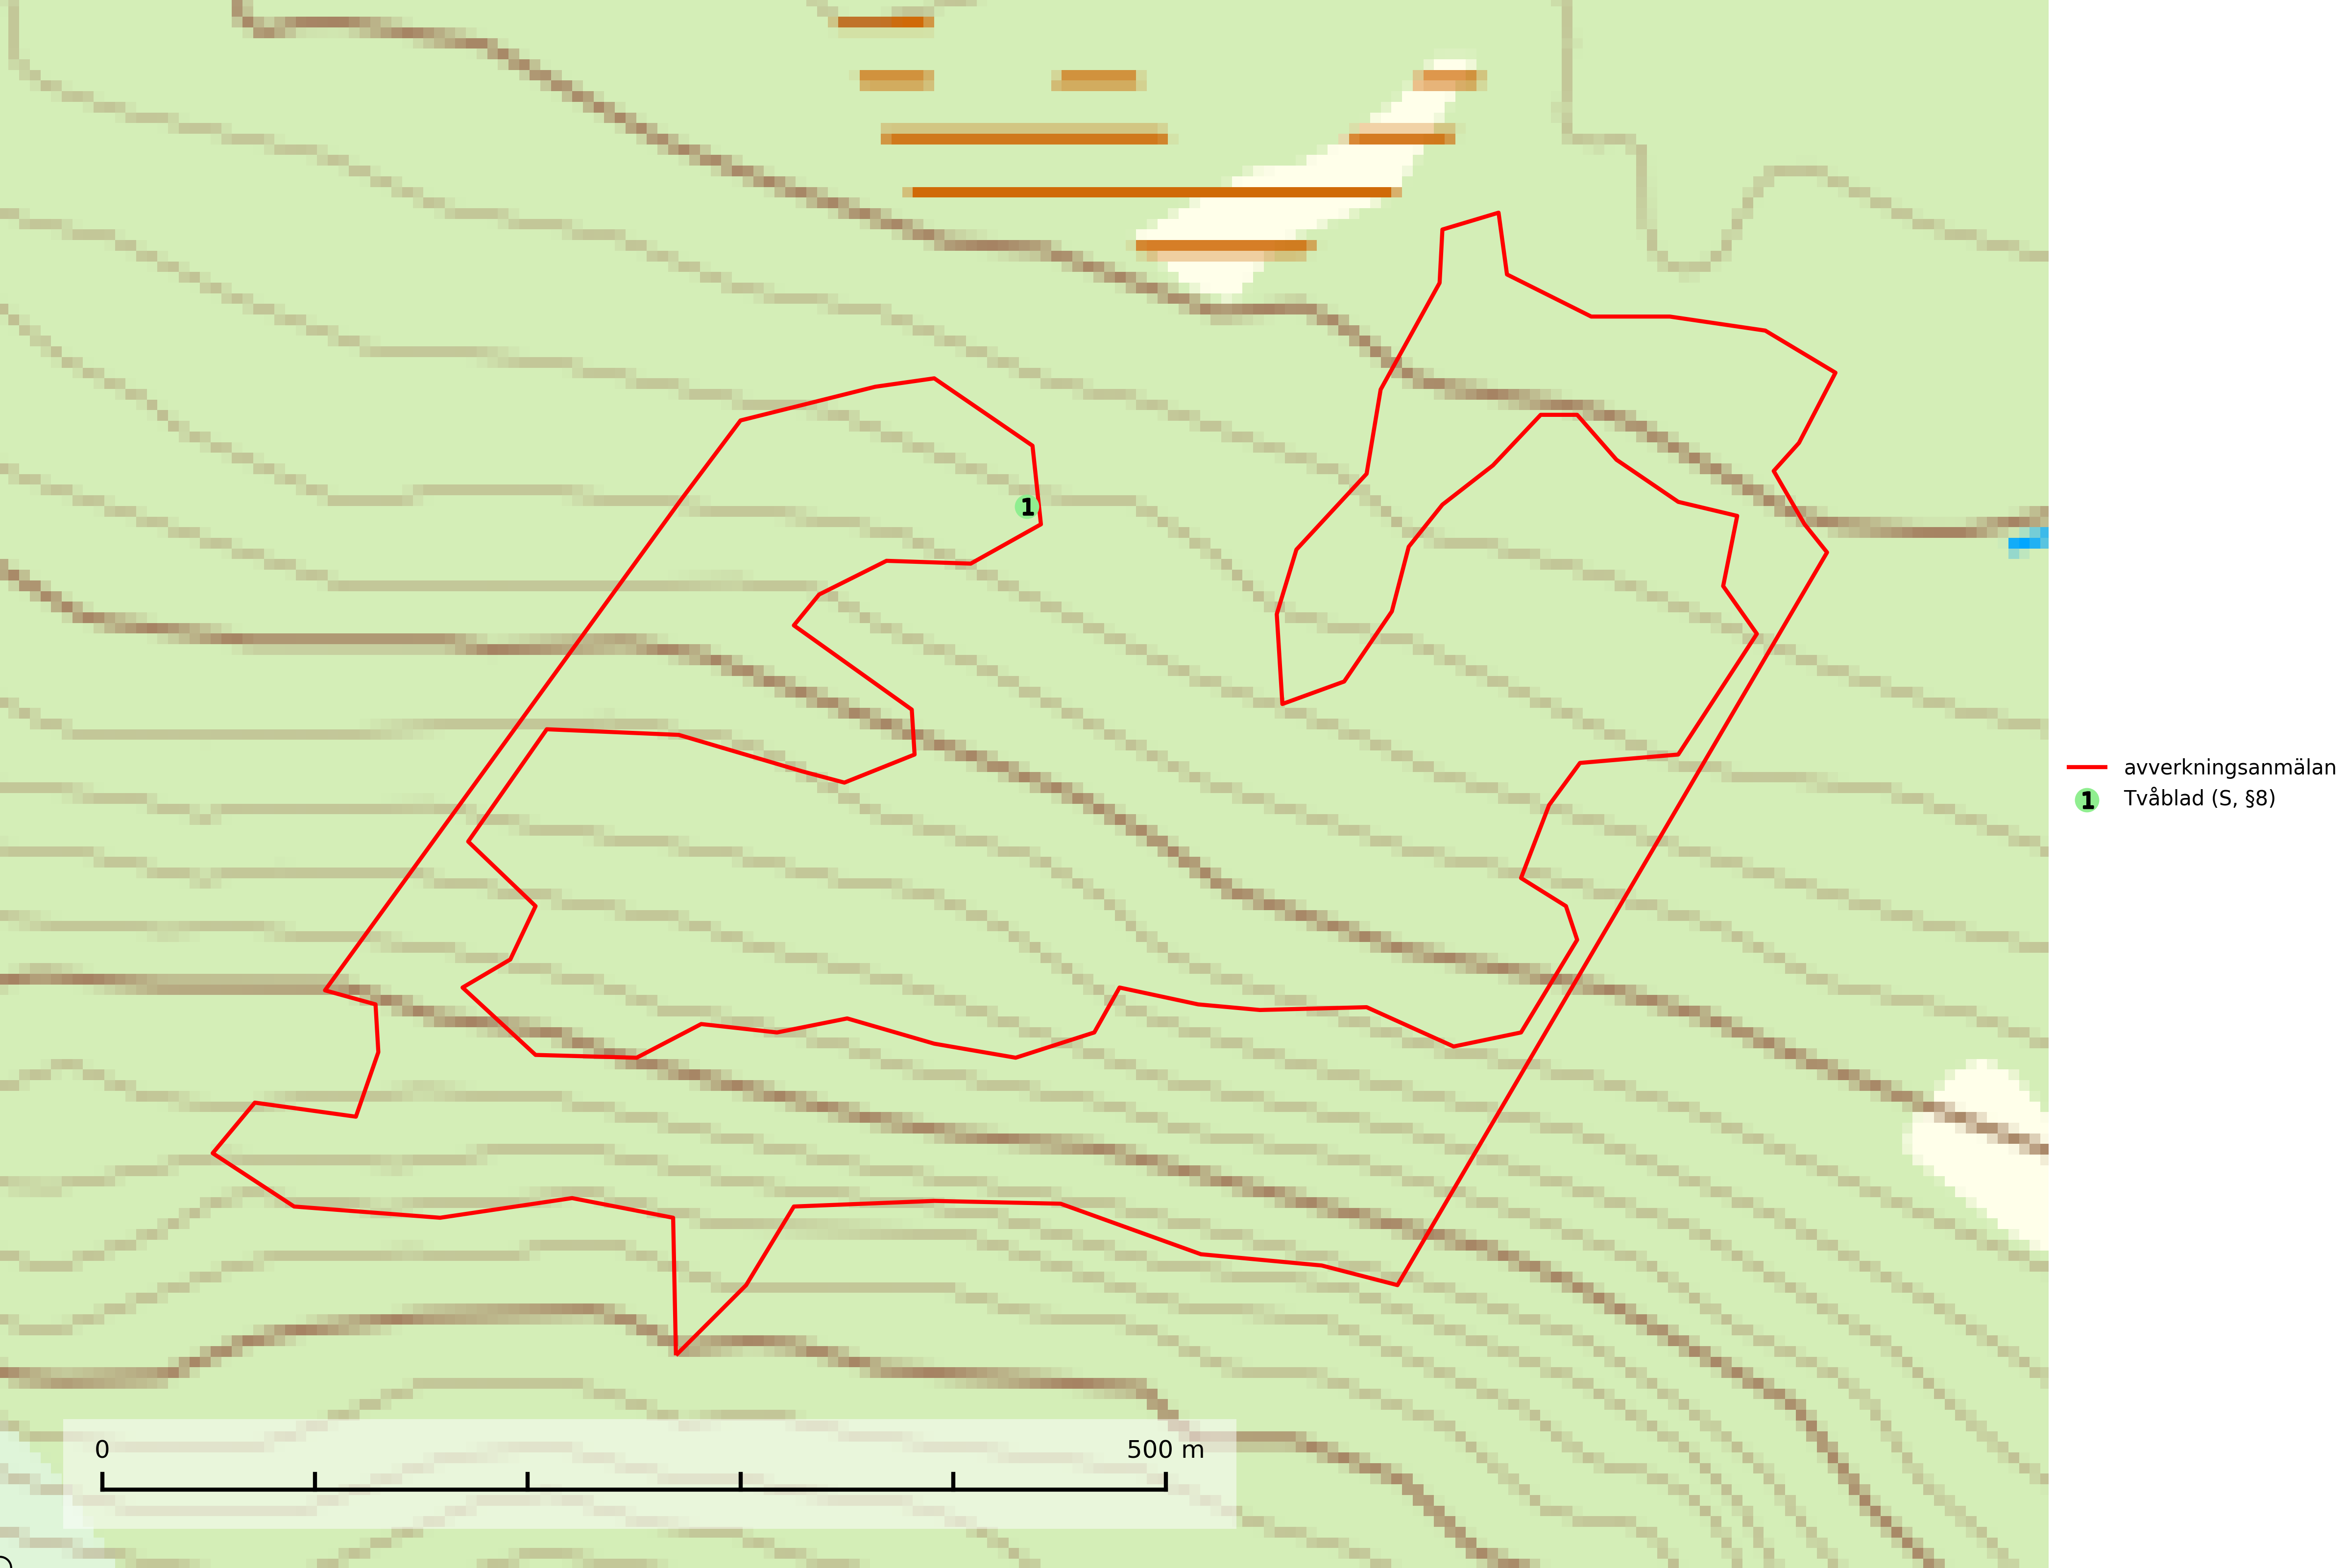 1
avverkningsanmälan
1 Tvåblad (S, §8)
0 500 m